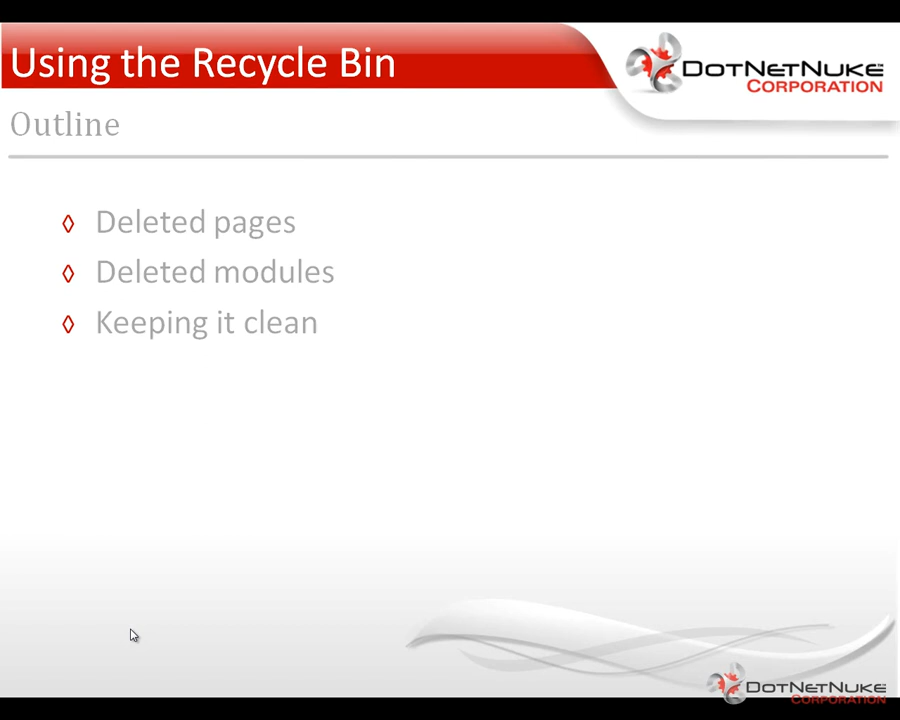 Using the Recycle Bin
DOTNETNUKE
CORPORATION
Outline
◊ Deleted pages
◊ Deleted modules
◊ Keeping it clean
DOTNETNUKE
CORPORATION